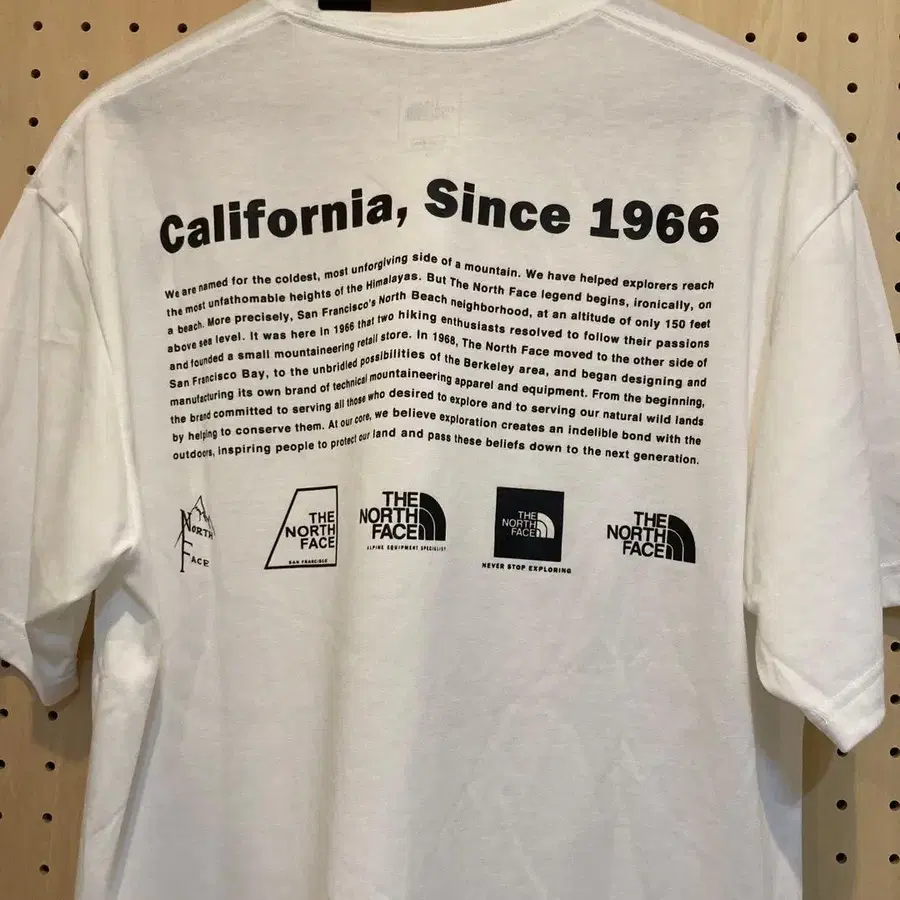 California, Since 1966
We are named for the coldest, most unforgiving side of a mountain. We have helped explorers reach
the most unfathomable heights of the Himalayas. But The North Face legend begins, ironically, on
a beach. More precisely, San Francisco's North Beach neighborhood, at an altitude of only 150 feet
above sea level. It was here in 1966 that two hiking enthusiasts resolved to follow their passions
and founded a small mountaineering retail store. In 1968, The North Face moved to the other side of
San Francisco Bay, to the unbridled possibilities of the Berkeley area, and began designing and
manufacturing its own brand of technical mountaineering apparel and equipment. From the beginning,
the brand committed to serving all those who desired to explore and to serving our natural wild lands
by helping to conserve them. At our core, we believe exploration creates an indelible bond with the
outdoors, inspiring people to protect our land and pass these beliefs down to the next generation.
North
Face
THE
NORTH
FACE
SAN FRANCISCO
THE
NORTH
FACE
ALPINE EQUIPMENT SPECIALIST
THE
NORTH
FACE
NEVER STOP EXPLORING
THE
NORTH
FACE